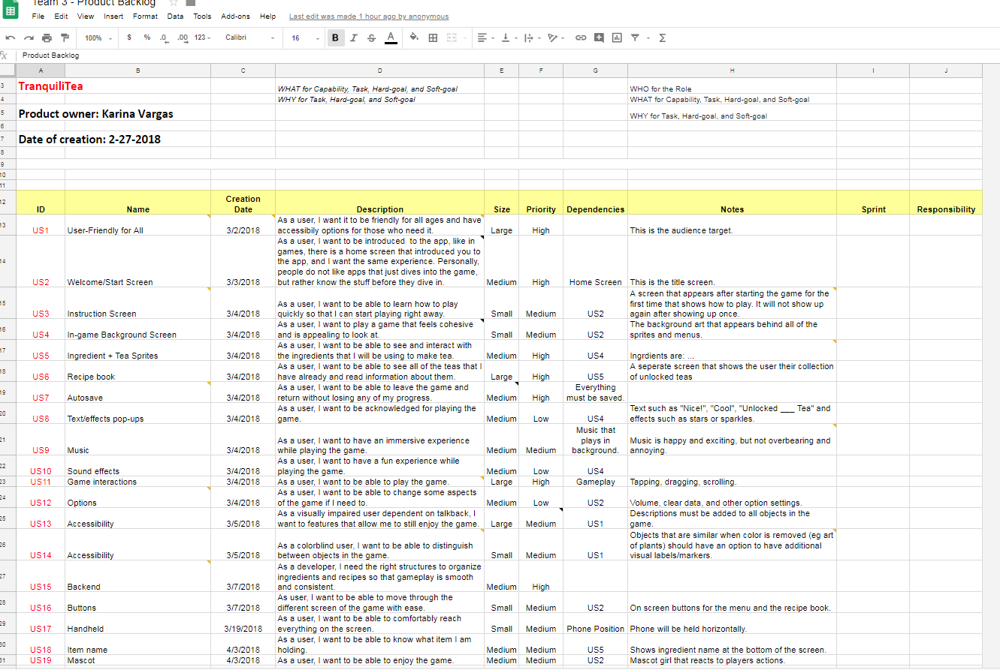 Team 3 - Product Backlog
File Edit View Insert Format Data Tools Add-ons Help Last edit was made 1 hour ago by anonymous
100% $ % .0 .00 123 Calibri 16 B I S A
fx Product Backlog
A B C D E F G H I J
3 TranquiliTea WHAT for Capability, Task, Hard-goal, and Soft-goal WHO for the Role
4 WHY for Task, Hard-goal, and Soft-goal WHAT for Capability, Task, Hard-goal, and Soft-goal
5 Product owner: Karina Vargas WHY for Task, Hard-goal, and Soft-goal
6
7 Date of creation: 2-27-2018
8
9
10
11
12 ID Name Creation Date Description Size Priority Dependencies Notes Sprint Responsibility
13 US1 User-Friendly for All 3/2/2018 As a user, I want it to be friendly for all ages and have
accessibily options for those who need it. Large High This is the audience target.
As a user, I want to be introduced to the app, like in
games, there is a home screen that introduced you to
14 the app, and I want the same experience. Personally,
people do not like apps that just dives into the game,
US2 Welcome/Start Screen 3/3/2018 but rather know the stuff before they dive in. Medium High Home Screen This is the title screen.
A screen that appears after starting the game for the
15 As a user, I want to be able to learn how to play first time that shows how to play. It will not show up
US3 Instruction Screen 3/4/2018 quickly so that I can start playing right away. Small Medium US2 again after showing up once.
16 As a user, I want to play a game that feels cohesive The background art that appears behind all of the
US4 In-game Background Screen 3/4/2018 and is appealing to look at. Small Medium US2 sprites and menus.
17 As a user, I want to be able to see and interact with
US5 Ingredient + Tea Sprites 3/4/2018 the ingredients that I will be using to make tea. Medium High US4 Ingrdients are: ...
18 As a user, I want to be able to see all of the teas that I A seperate screen that shows the user their collection
US6 Recipe book 3/4/2018 have already and read information about them. Large High US5 of unlocked teas
19 As a user, I want to be able to leave the game and Everything
US7 Autosave 3/4/2018 return without losing any of my progress. Medium High must be saved.
20 As a user, I want to be acknowledged for playing the Text such as "Nice!", "Cool", "Unlocked ___ Tea" and
US8 Text/effects pop-ups 3/4/2018 game. Medium Low US4 effects such as stars or sparkles.
Music that
21 As a user, I want to have an immersive experience plays in Music is happy and exciting, but not overbearing and
US9 Music 3/4/2018 while playing the game. Medium Medium background. annoying.
22 As a user, I want to have a fun experience while
US10 Sound effects 3/4/2018 playing the game. Medium Low US4
23 US11 Game interactions 3/4/2018 As a user, I want to be able to play the game. Large High Gameplay Tapping, dragging, scrolling.
24 As a user, I want to be able to change some aspects
US12 Options 3/4/2018 of the game if I need to. Medium Low US2 Volume, clear data, and other option settings.
25 As a visually impaired user dependent on talkback, I Descriptions must be added to all objects in the
US13 Accessibility 3/5/2018 want to features that allow me to still enjoy the game. Large Medium US1 game.
Objects that are similar when color is removed (eg art
26 As a colorblind user, I want to be able to distinguish of plants) should have an option to have additional
US14 Accessibility 3/5/2018 between objects in the game. Small Medium US1 visual labels/markers.
As a developer, I need the right structures to organize
27 ingredients and recipes so that gameplay is smooth
US15 Backend 3/7/2018 and consistent. Medium High
28 As user, I want to be able to move through the
US16 Buttons 3/7/2018 different screen of the game with ease. Small Medium US2 On screen buttons for the menu and the recipe book.
29 As a user, I want to be able to comfortably reach
US17 Handheld 3/19/2018 everything on the screen. Small Medium Phone Position Phone will be held horizontally.
30 As a user, I want to be able to know what item I am
US18 Item name 4/3/2018 holding. Medium Medium US5 Shows ingredient name at the bottom of the screen.
31 US19 Mascot 4/3/2018 As a user, I want to be able to enjoy the game. Medium Medium US2 Mascot girl that reacts to players actions.